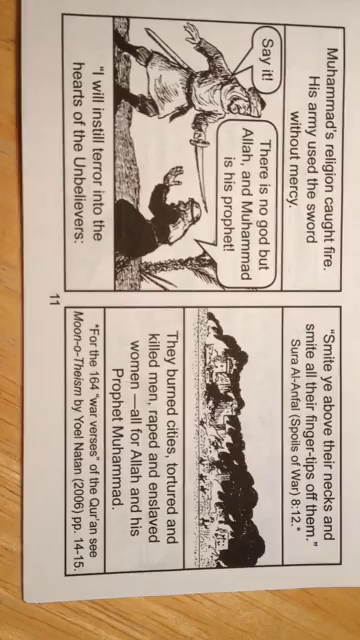 Muhammad's religion caught fire.
His army used the sword
without mercy.
Say it!
There is no god but
Allah, and Muhammad
is his prophet!
"I will instill terror into the
hearts of the Unbelievers:
"Smite ye above their necks and
smite all their finger-tips off them."
Sura Al-Anfal (Spoils of War) 8:12.*
They burned cities, tortured and
killed men, raped and enslaved
women —all for Allah and his
Prophet Muhammad.
*For the 164 "war verses" of the Qur'an see
Moon-o-Theism by Yoel Natan (2006) pp. 14-15.
11